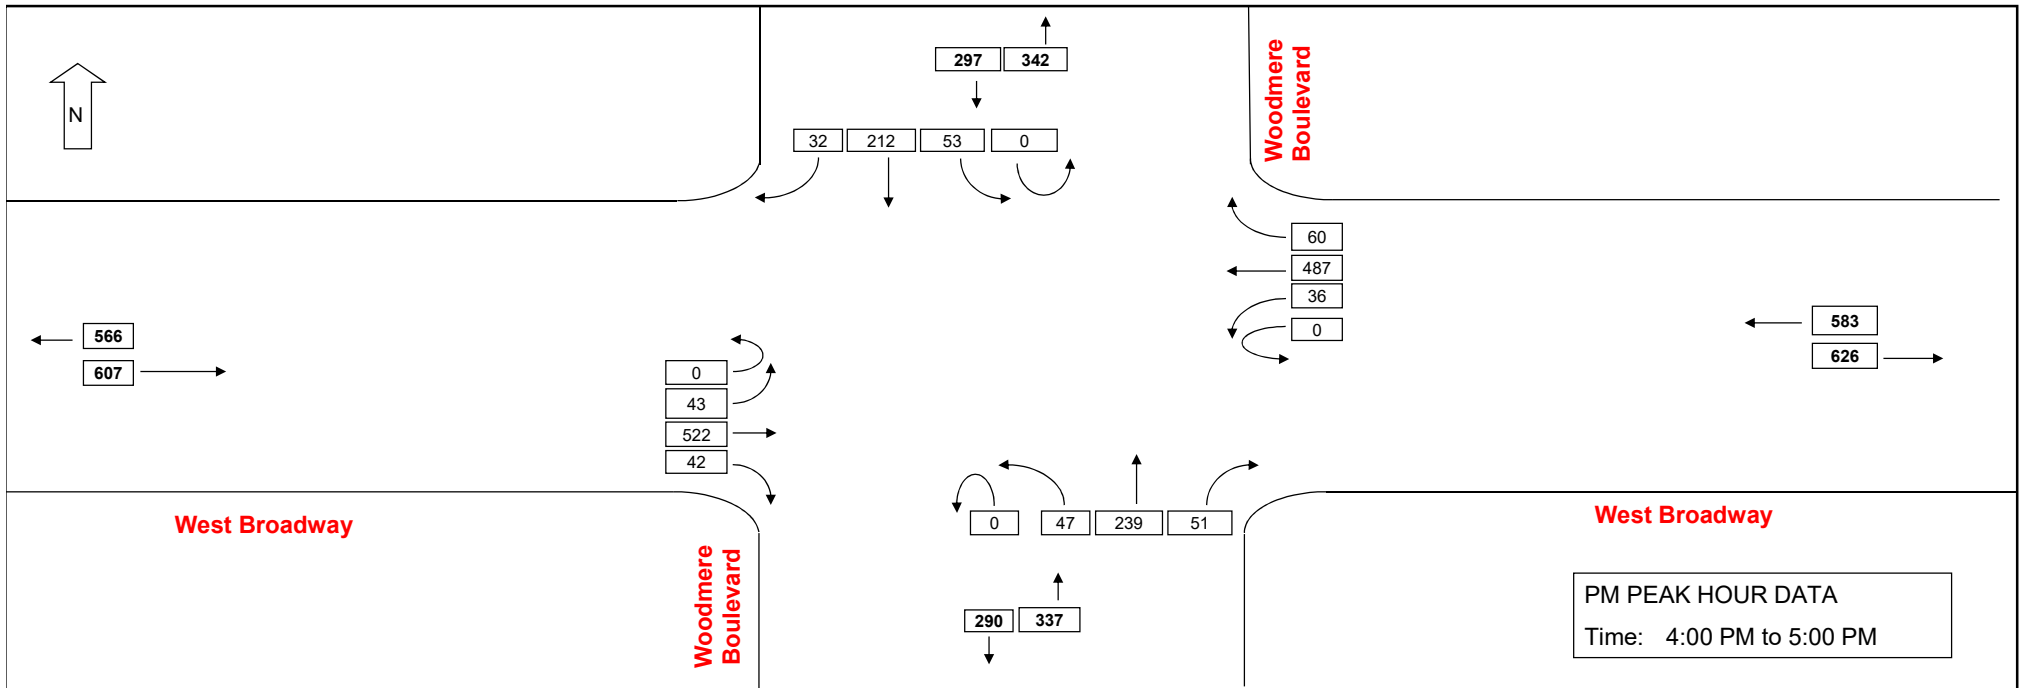 297 342
Woodmere
Boulevard
N
32 212 53 0
60
487
36
0
566
607
583
626
0
43
522
42
0 47 239 51
West Broadway
West Broadway
Woodmere
Boulevard
290 337
PM PEAK HOUR DATA
Time: 4:00 PM to 5:00 PM